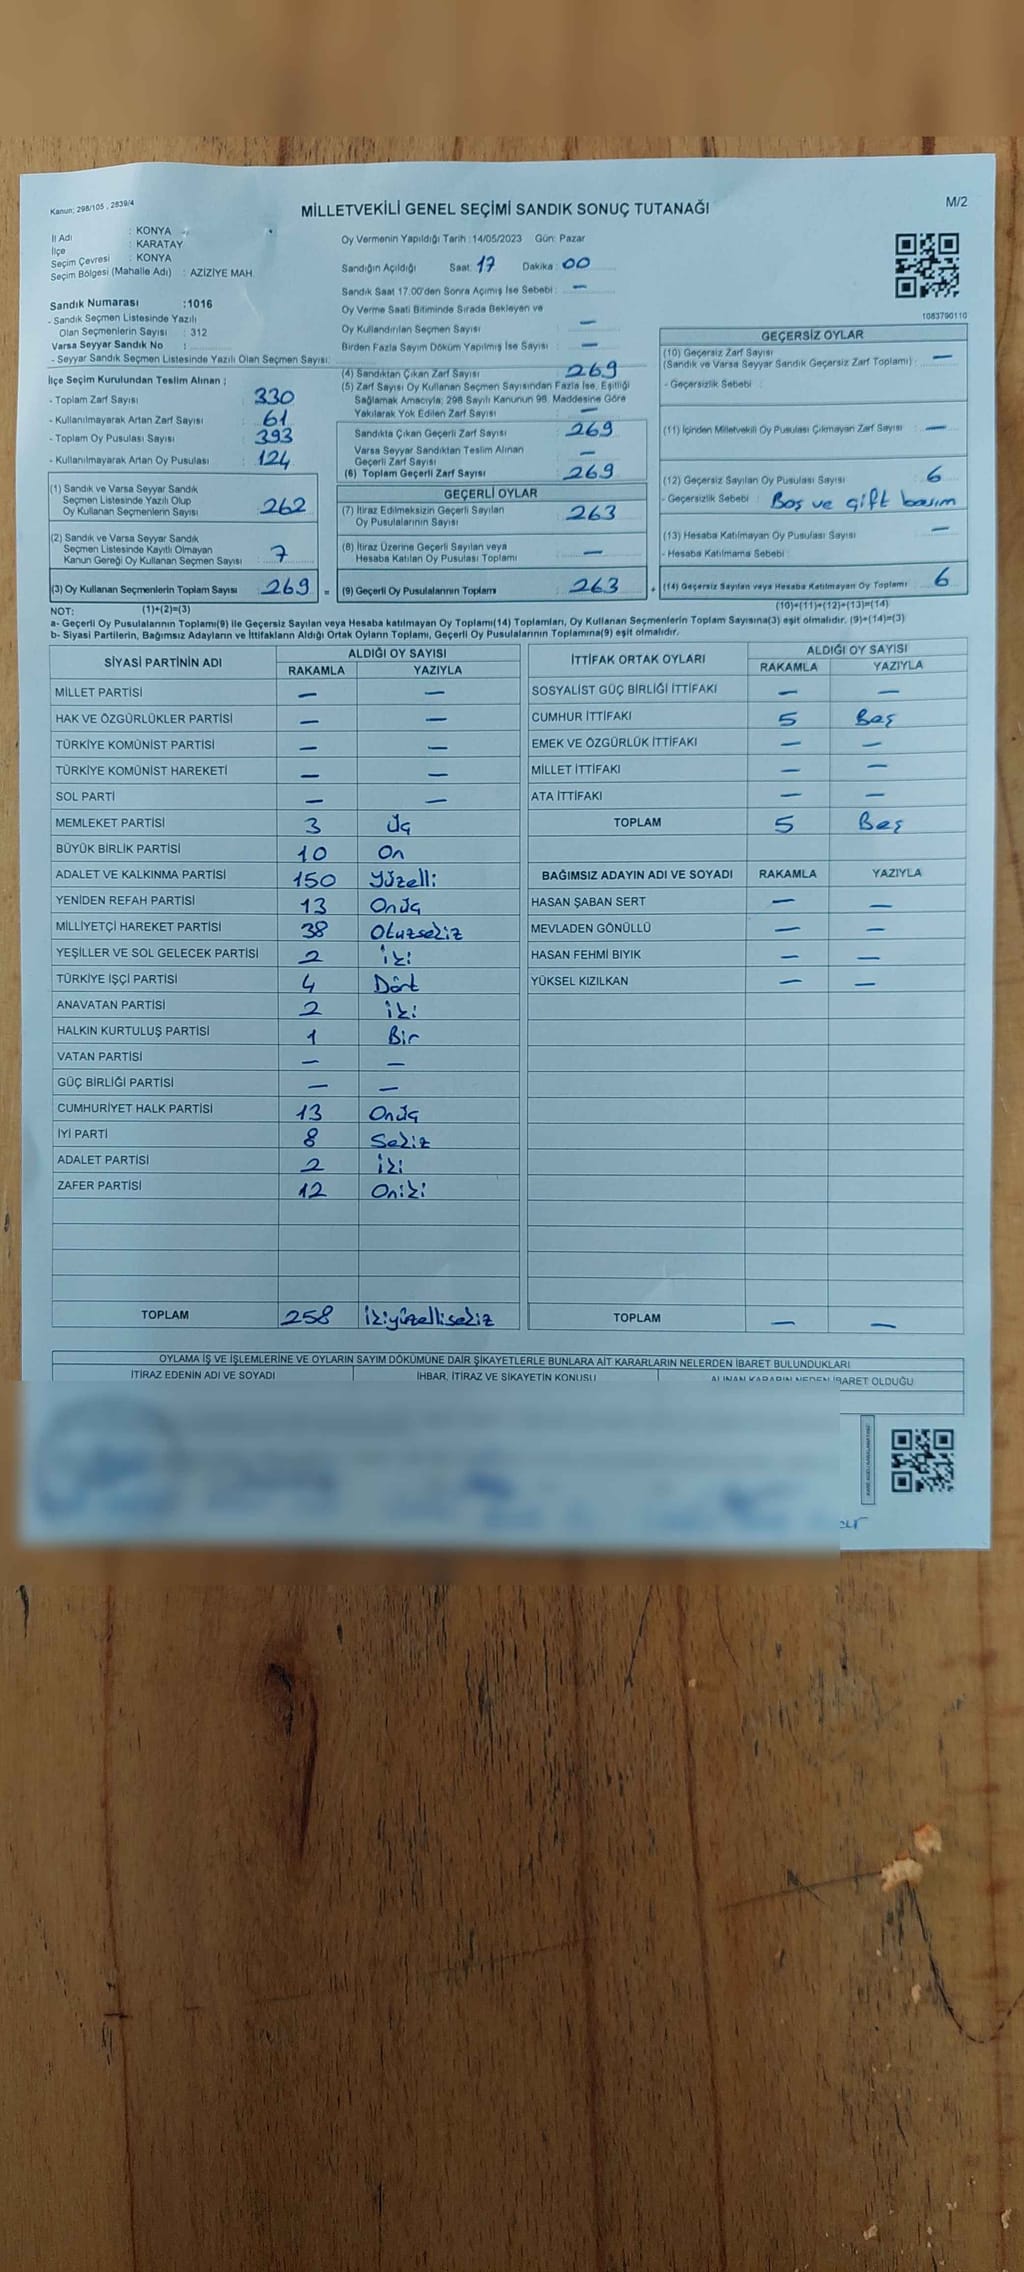 Kanun; 298/105 , 2839/4
MİLLETVEKİLİ GENEL SEÇİMİ SANDIK SONUÇ TUTANAĞI
M/2
İl Adı : KONYA
İlçe : KARATAY
Seçim Çevresi : KONYA
Seçim Bölgesi (Mahalle Adı) : AZİZİYE MAH.
Sandık Numarası :1016
- Sandık Seçmen Listesinde Yazılı
Olan Seçmenlerin Sayısı : 312
Varsa Seyyar Sandık No :
- Seyyar Sandık Seçmen Listesinde Yazılı Olan Seçmen Sayısı:
İlçe Seçim Kurulundan Teslim Alınan ;
- Toplam Zarf Sayısı : 330
- Kullanılmayarak Artan Zarf Sayısı : 61
- Toplam Oy Pusulası Sayısı : 393
- Kullanılmayarak Artan Oy Pusulası : 124
(1) Sandık ve Varsa Seyyar Sandık
Seçmen Listesinde Yazılı Olup
Oy Kullanan Seçmenlerin Sayısı : 262
(2) Sandık ve Varsa Seyyar Sandık
Seçmen Listesinde Kayıtlı Olmayan
Kanun Gereği Oy Kullanan Seçmen Sayısı : 7
(3) Oy Kullanan Seçmenlerin Toplam Sayısı : 269 =
Oy Vermenin Yapıldığı Tarih :14/05/2023 Gün: Pazar
Sandığın Açıldığı Saat: 17 Dakika : 00
Sandık Saat 17.00'den Sonra Açımış İse Sebebi : —
Oy Verme Saati Bitiminde Sırada Bekleyen ve
Oy Kullandırılan Seçmen Sayısı —
Birden Fazla Sayım Döküm Yapılmış İse Sayısı : —
(4) Sandıktan Çıkan Zarf Sayısı : 269
(5) Zarf Sayısı Oy Kullanan Seçmen Sayısından Fazla İse, Eşitliği
Sağlamak Amacıyla; 298 Sayılı Kanunun 98. Maddesine Göre
Yakılarak Yok Edilen Zarf Sayısı —
Sandıkta Çıkan Geçerli Zarf Sayısı : 269
Varsa Seyyar Sandıktan Teslim Alınan
Geçerli Zarf Sayısı —
(6) Toplam Geçerli Zarf Sayısı : 269
GEÇERLİ OYLAR
(7) İtiraz Edilmeksizin Geçerli Sayılan
Oy Pusulalarının Sayısı : 263
(8) İtiraz Üzerine Geçerli Sayılan veya
Hesaba Katılan Oy Pusulası Toplamı : —
(9) Geçerli Oy Pusulalarının Toplamı : 263 +
1083790110
GEÇERSİZ OYLAR
(10) Geçersiz Zarf Sayısı
(Sandık ve Varsa Seyyar Sandık Geçersiz Zarf Toplamı) : —
- Geçersizlik Sebebi :
(11) İçinden Milletvekili Oy Pusulası Çıkmayan Zarf Sayısı : —
(12) Geçersiz Sayılan Oy Pusulası Sayısı : 6
- Geçersizlik Sebebi : Boş ve çift basım
(13) Hesaba Katılmayan Oy Pusulası Sayısı : —
- Hesaba Katılmama Sebebi :
(14) Geçersiz Sayılan veya Hesaba Katılmayan Oy Toplamı : 6
NOT: (1)+(2)=(3)
(10)+(11)+(12)+(13)=(14)
a- Geçerli Oy Pusulalarının Toplamı(9) ile Geçersiz Sayılan veya Hesaba katılmayan Oy Toplamı(14) Toplamları, Oy Kullanan Seçmenlerin Toplam Sayısına(3) eşit olmalıdır. (9)+(14)=(3)
b- Siyasi Partilerin, Bağımsız Adayların ve İttifakların Aldığı Ortak Oyların Toplamı, Geçerli Oy Pusulalarının Toplamına(9) eşit olmalıdır.
SİYASİ PARTİNİN ADI ALDIĞI OY SAYISI
RAKAMLA YAZIYLA
MİLLET PARTİSİ — —
HAK VE ÖZGÜRLÜKLER PARTİSİ — —
TÜRKİYE KOMÜNİST PARTİSİ — —
TÜRKİYE KOMÜNİST HAREKETİ — —
SOL PARTİ — —
MEMLEKET PARTİSİ 3 Üç
BÜYÜK BİRLİK PARTİSİ 10 On
ADALET VE KALKINMA PARTİSİ 150 Yüzelli
YENİDEN REFAH PARTİSİ 13 Onüç
MİLLİYETÇİ HAREKET PARTİSİ 38 Otuzsekiz
YEŞİLLER VE SOL GELECEK PARTİSİ 2 İki
TÜRKİYE İŞÇİ PARTİSİ 4 Dört
ANAVATAN PARTİSİ 2 İki
HALKIN KURTULUŞ PARTİSİ 1 Bir
VATAN PARTİSİ — —
GÜÇ BİRLİĞİ PARTİSİ — —
CUMHURİYET HALK PARTİSİ 13 Onüç
İYİ PARTİ 8 Sekiz
ADALET PARTİSİ 2 İki
ZAFER PARTİSİ 12 Oniki
TOPLAM 258 İkiyüzellisekiz
İTTİFAK ORTAK OYLARI ALDIĞI OY SAYISI
RAKAMLA YAZIYLA
SOSYALİST GÜÇ BİRLİĞİ İTTİFAKI — —
CUMHUR İTTİFAKI 5 Beş
EMEK VE ÖZGÜRLÜK İTTİFAKI — —
MİLLET İTTİFAKI — —
ATA İTTİFAKI — —
TOPLAM 5 Beş
BAĞIMSIZ ADAYIN ADI VE SOYADI RAKAMLA YAZIYLA
HASAN ŞABAN SERT — —
MEVLADEN GÖNÜLLÜ — —
HASAN FEHMİ BIYIK — —
YÜKSEL KIZILKAN — —
TOPLAM — —
OYLAMA İŞ VE İŞLEMLERİNE VE OYLARIN SAYIM DÖKÜMÜNE DAİR ŞİKAYETLERLE BUNLARA AİT KARARLARIN NELERDEN İBARET BULUNDUKLARI
İTİRAZ EDENİN ADI VE SOYADI İHBAR, İTİRAZ VE ŞİKAYETİN KONUSU ALINAN KARARIN NEDEN İBARET OLDUĞU